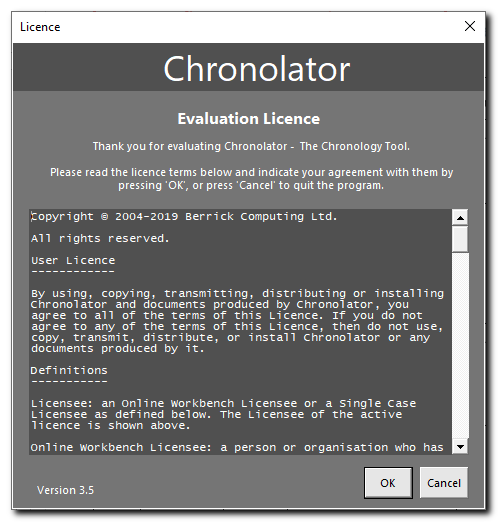 Licence
Chronolator
Evaluation Licence
Thank you for evaluating Chronolator - The Chronology Tool.
Please read the licence terms below and indicate your agreement with them by
pressing 'OK', or press 'Cancel' to quit the program.
Copyright © 2004-2019 Berrick Computing Ltd.
All rights reserved.
User Licence
------------
By using, copying, transmitting, distributing or installing
Chronolator and documents produced by Chronolator, you
agree to all of the terms of this Licence. If you do not
agree to any of the terms of this Licence, then do not use,
copy, transmit, distribute, or install Chronolator or any
documents produced by it.
Definitions
-----------
Licensee: an Online Workbench Licensee or a Single Case
Licensee as defined below. The Licensee of the active
licence is shown above.
Online Workbench Licensee: a person or organisation who has
Version 3.5
OK
Cancel